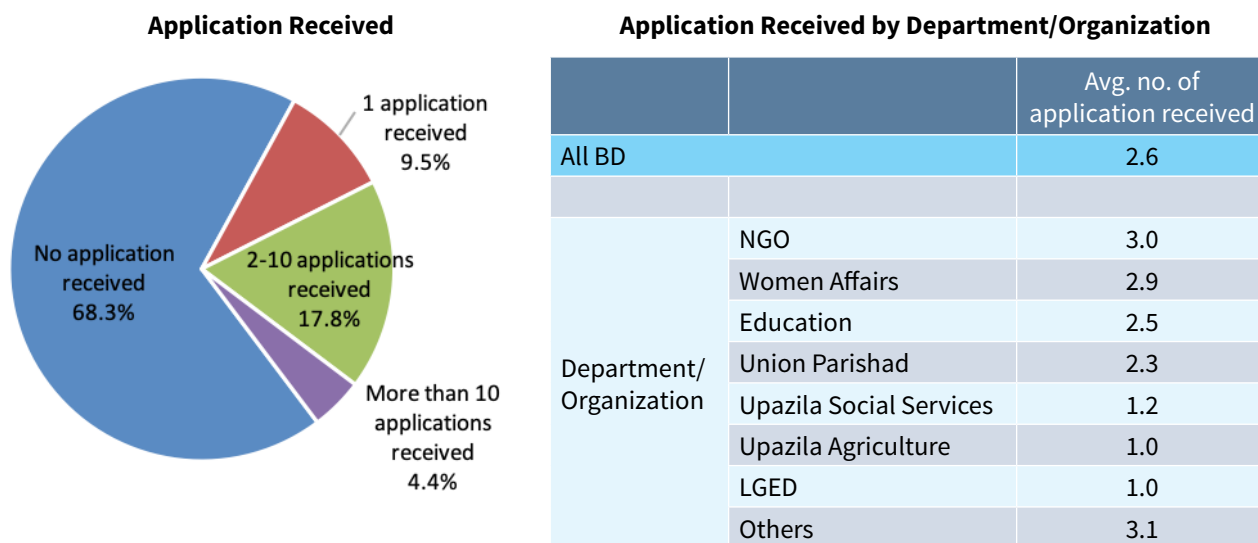 Application Received
1 application
received
9.5%
No application
received
68.3%
2-10 applications
received
17.8%
More than 10
applications
received
4.4%
Application Received by Department/Organization
Avg. no. of
application received
All BD 2.6
Department/
Organization
NGO 3.0
Women Affairs 2.9
Education 2.5
Union Parishad 2.3
Upazila Social Services 1.2
Upazila Agriculture 1.0
LGED 1.0
Others 3.1